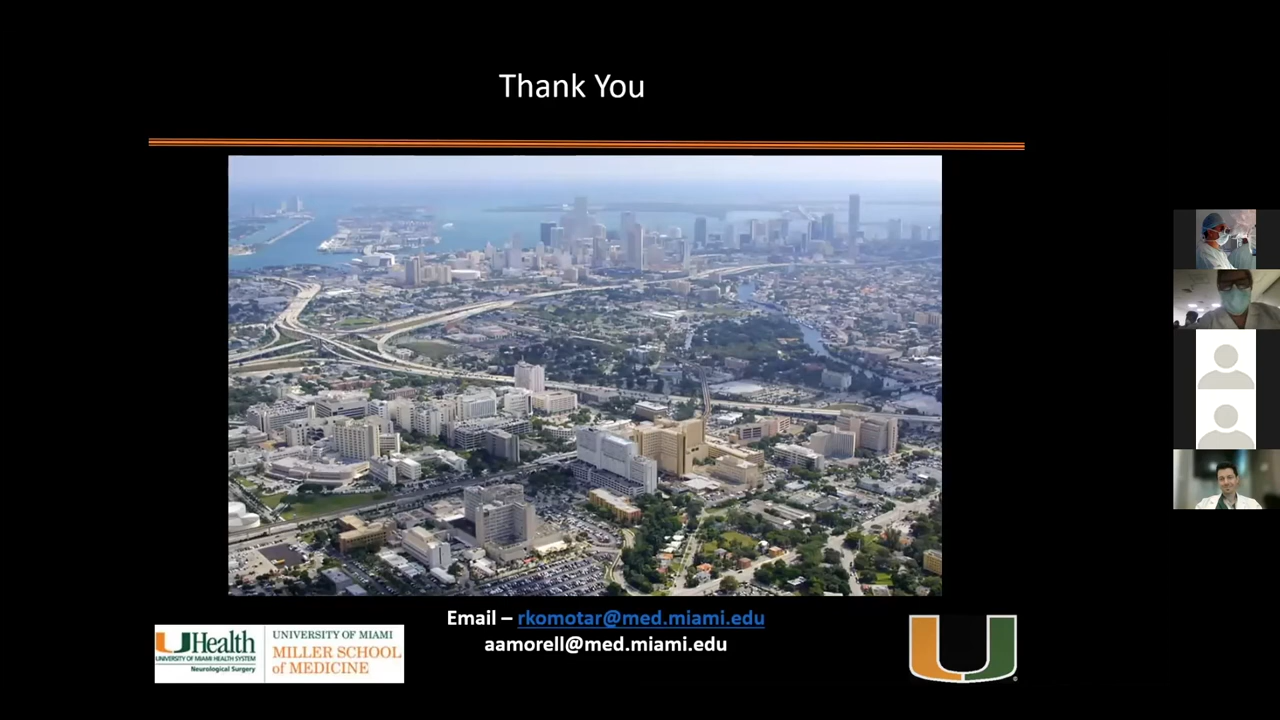 Thank You
Email – rkomotar@med.miami.edu
aamorell@med.miami.edu
UHealth
UNIVERSITY OF MIAMI HEALTH SYSTEM
Neurological Surgery
UNIVERSITY OF MIAMI
MILLER SCHOOL
of MEDICINE
U